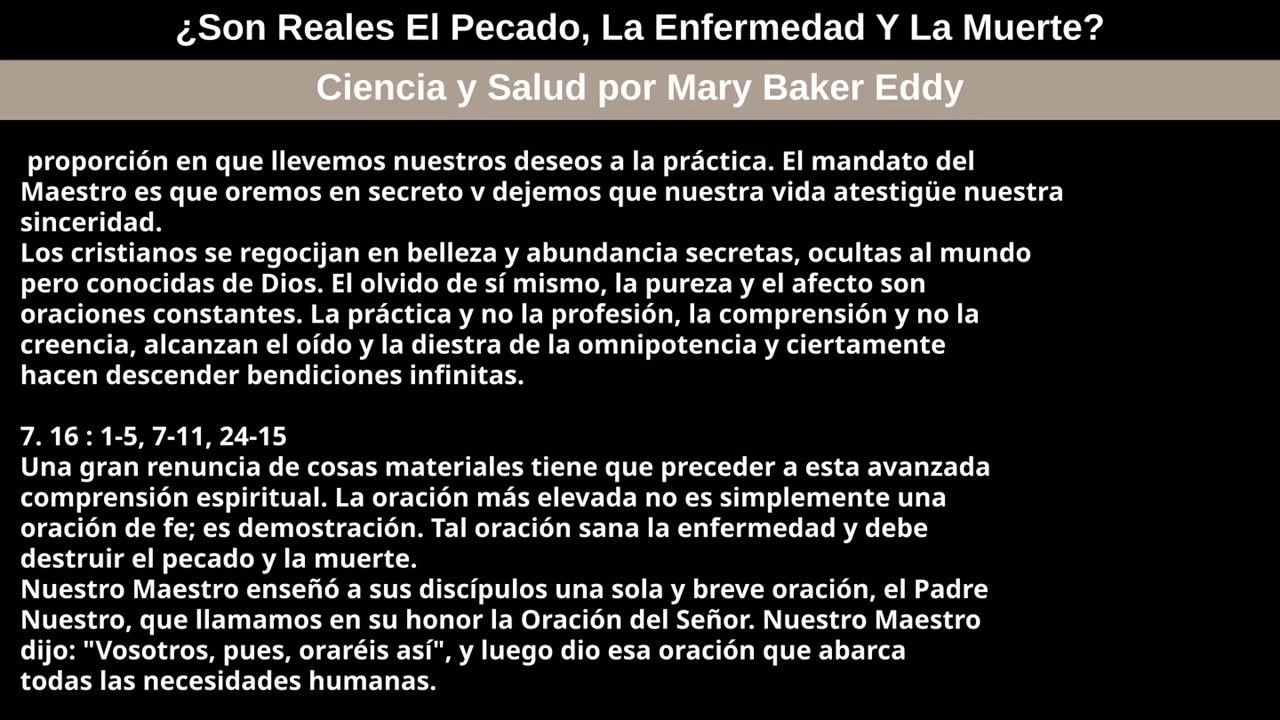 ¿Son Reales El Pecado, La Enfermedad Y La Muerte?
Ciencia y Salud por Mary Baker Eddy
proporción en que llevemos nuestros deseos a la práctica. El mandato del
Maestro es que oremos en secreto v dejemos que nuestra vida atestigüe nuestra
sinceridad.
Los cristianos se regocijan en belleza y abundancia secretas, ocultas al mundo
pero conocidas de Dios. El olvido de sí mismo, la pureza y el afecto son
oraciones constantes. La práctica y no la profesión, la comprensión y no la
creencia, alcanzan el oído y la diestra de la omnipotencia y ciertamente
hacen descender bendiciones infinitas.
7. 16 : 1-5, 7-11, 24-15
Una gran renuncia de cosas materiales tiene que preceder a esta avanzada
comprensión espiritual. La oración más elevada no es simplemente una
oración de fe; es demostración. Tal oración sana la enfermedad y debe
destruir el pecado y la muerte.
Nuestro Maestro enseñó a sus discípulos una sola y breve oración, el Padre
Nuestro, que llamamos en su honor la Oración del Señor. Nuestro Maestro
dijo: "Vosotros, pues, oraréis así", y luego dio esa oración que abarca
todas las necesidades humanas.